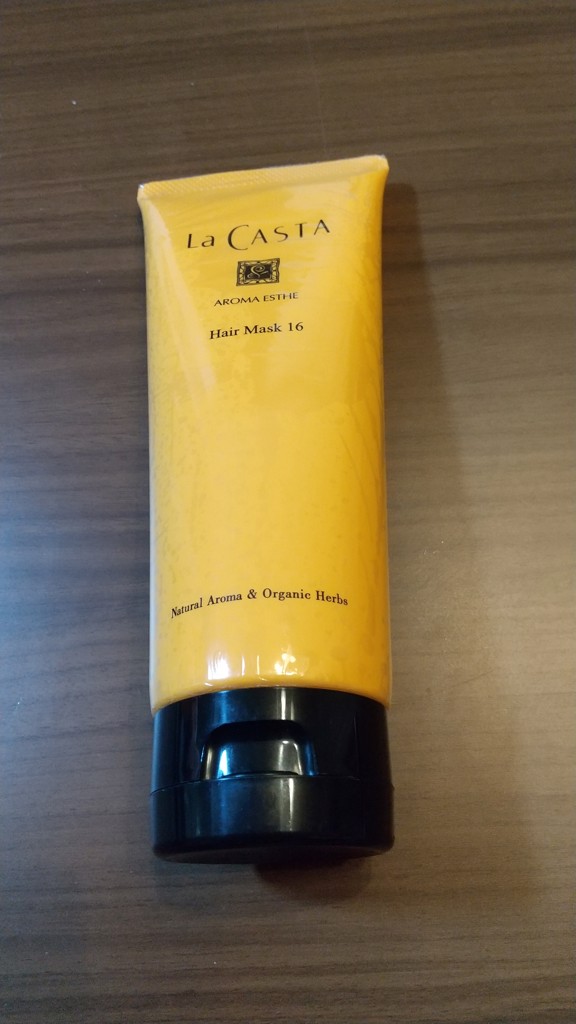 La CASTA
AROMA ESTHE
Hair Mask 16
Natural Aroma & Organic Herbs